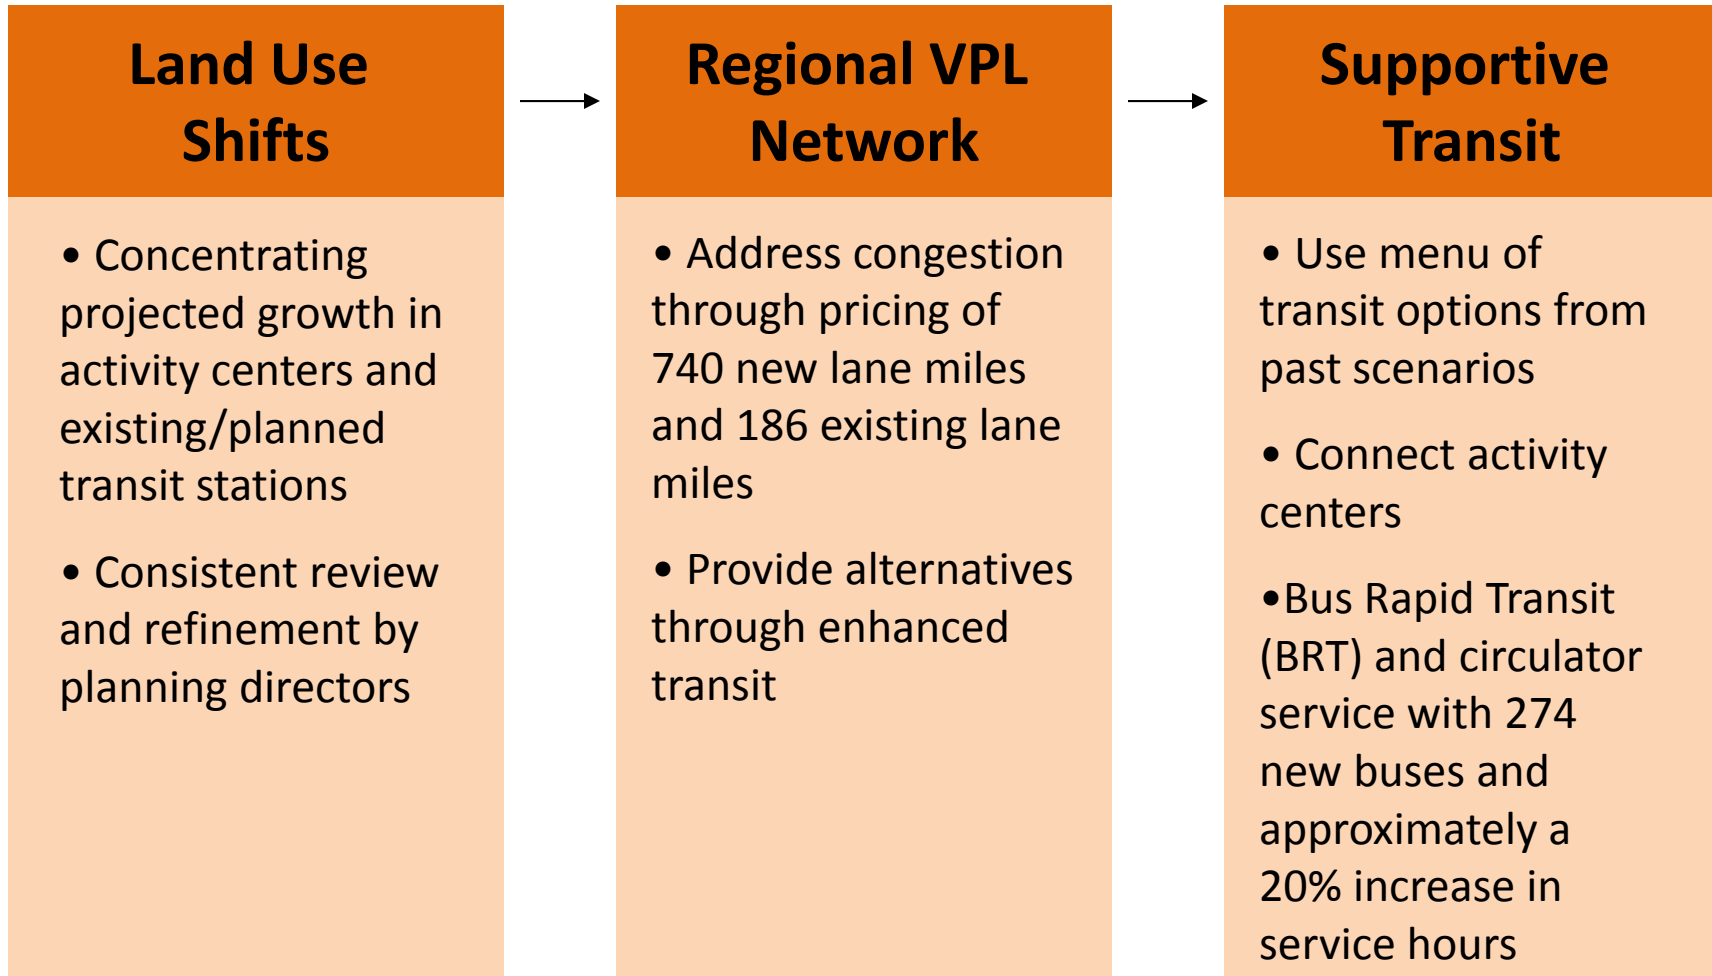 Land Use
Shifts
• Concentrating
projected growth in
activity centers and
existing/planned
transit stations
• Consistent review
and refinement by
planning directors
Regional VPL
Network
• Address congestion
through pricing of
740 new lane miles
and 186 existing lane
miles
• Provide alternatives
through enhanced
transit
Supportive
Transit
• Use menu of
transit options from
past scenarios
• Connect activity
centers
•Bus Rapid Transit
(BRT) and circulator
service with 274
new buses and
approximately a
20% increase in
service hours